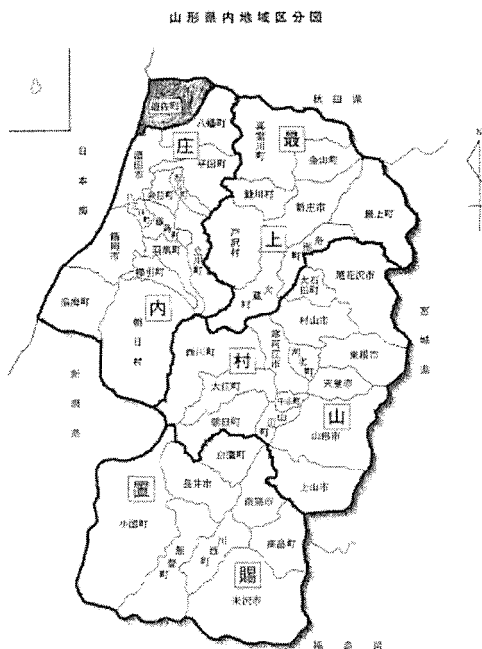 山形県内地域区分図
秋田県
日本海
宮城県
新潟県
福島県
N
庄内
最上
村山
置賜
遊佐町
八幡町
酒田市
平田町
余目町
鶴岡市
羽黒町
櫛引町
温海町
朝日村
真室川町
金山町
鮭川村
新庄市
最上町
戸沢村
舟形町
大蔵村
尾花沢市
大石田町
村山市
西川町
寒河江市
河北町
東根市
大江町
天童市
中山町
朝日町
山辺町
山形市
上山市
白鷹町
長井市
南陽市
小国町
飯豊町
川西町
高畠町
米沢市